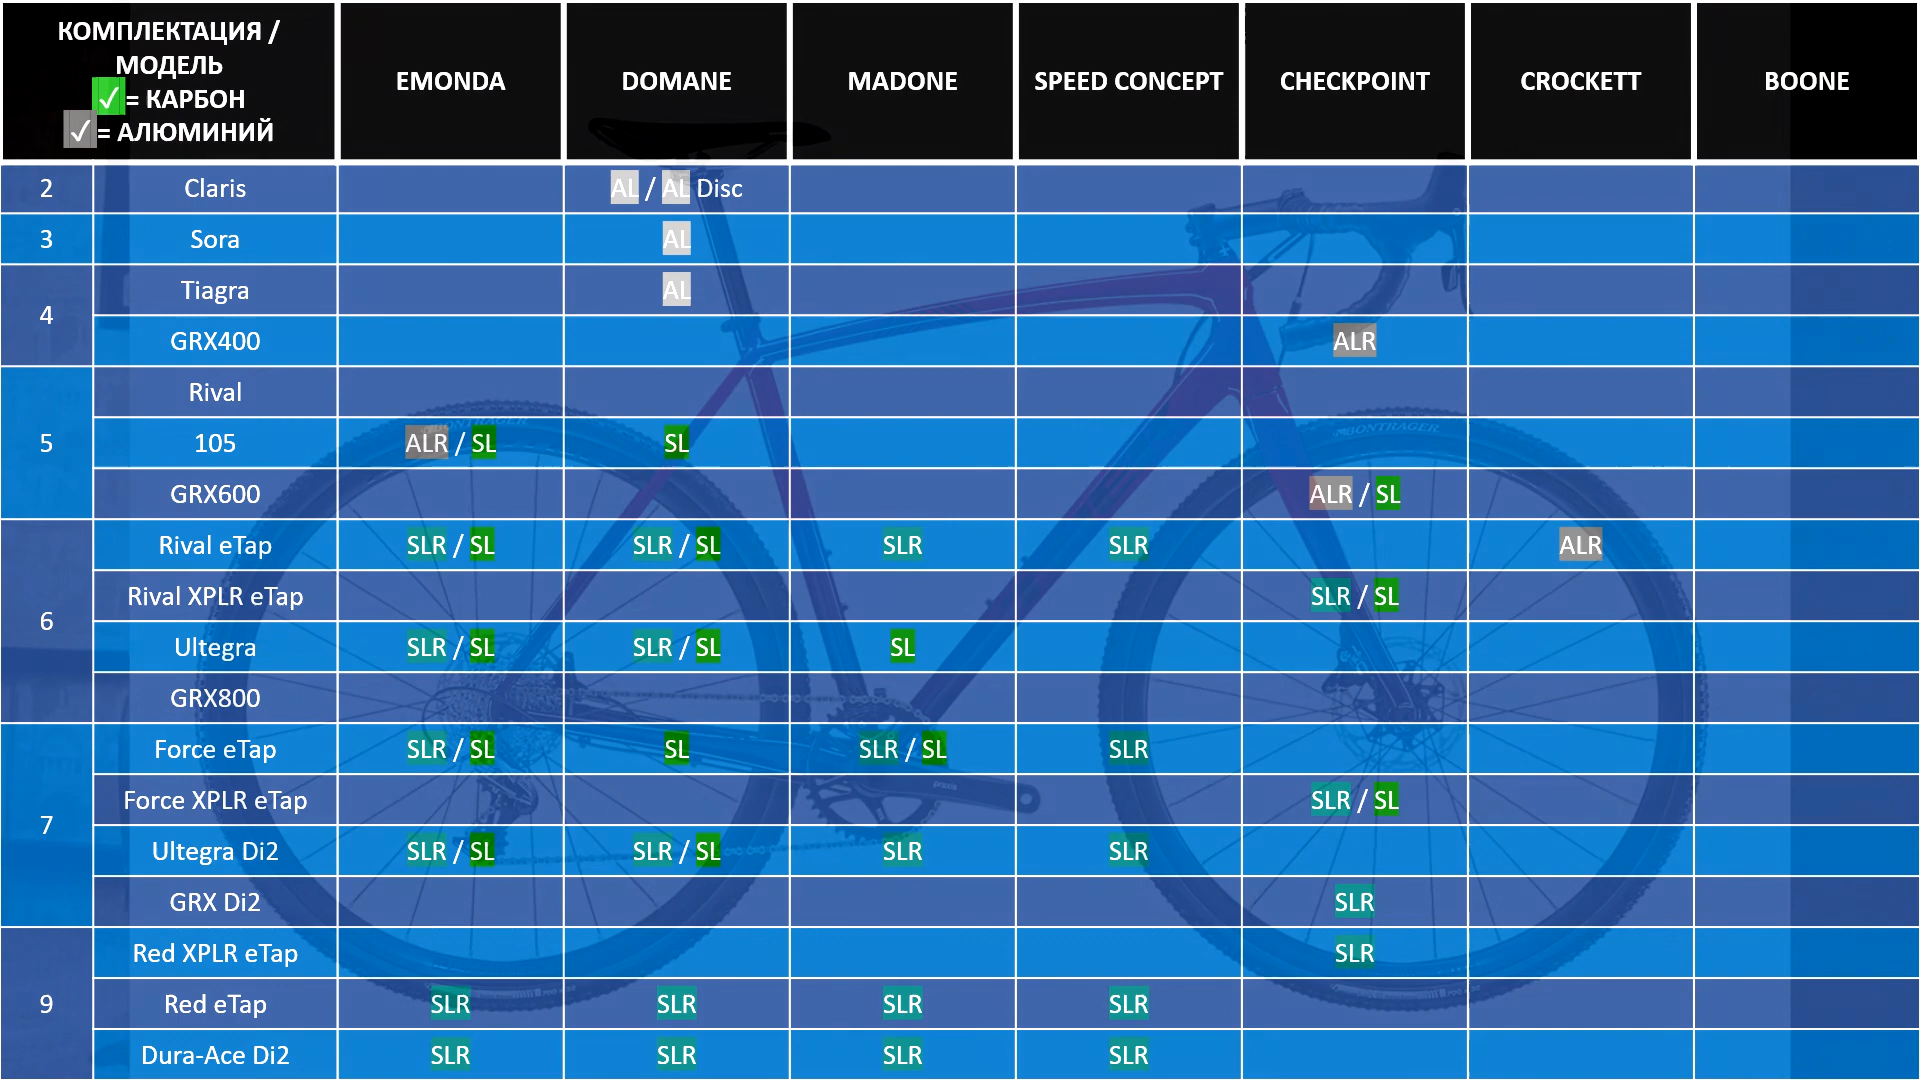 КОМПЛЕКТАЦИЯ /
МОДЕЛЬ
✓ = КАРБОН
✓ = АЛЮМИНИЙ
EMONDA
DOMANE
MADONE
SPEED CONCEPT
CHECKPOINT
CROCKETT
BOONE
2
Claris
AL / AL Disc
3
Sora
AL
4
Tiagra
AL
GRX400
ALR
5
Rival
105
ALR / SL
SL
GRX600
ALR / SL
6
Rival eTap
SLR / SL
SLR / SL
SLR
SLR
ALR
Rival XPLR eTap
SLR / SL
Ultegra
SLR / SL
SLR / SL
SL
GRX800
7
Force eTap
SLR / SL
SL
SLR / SL
SLR
Force XPLR eTap
SLR / SL
Ultegra Di2
SLR / SL
SLR / SL
SLR
SLR
GRX Di2
SLR
9
Red XPLR eTap
SLR
Red eTap
SLR
SLR
SLR
SLR
Dura-Ace Di2
SLR
SLR
SLR
SLR
BONTRAGER
BONTRAGER
praxis